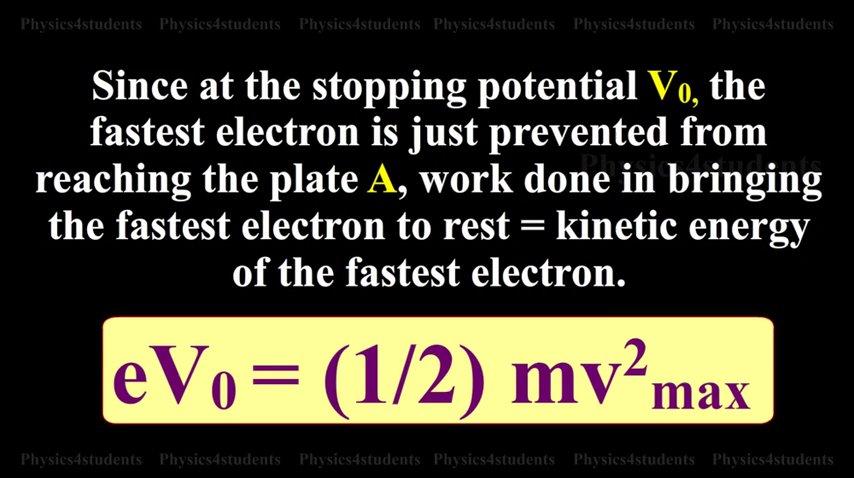 Physics4students Physics4students Physics4students Physics4students Physics4students Physics4students
Since at the stopping potential V₀, the
fastest electron is just prevented from
Physics4students
reaching the plate A, work done in bringing
the fastest electron to rest = kinetic energy
of the fastest electron.
eV₀ = (1/2) mv²max
Physics4students Physics4students Physics4students Physics4students Physics4students Physics4students